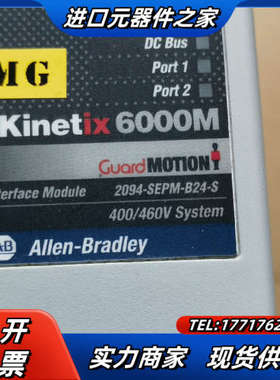 进口元器件之家
DC Bus
Port 1
Port 2
MG
Kinetix 6000M
GuardMOTION
terface Module 2094-SEPM-B24-S
400/460V System
AB Allen-Bradley
开
票
TEL:1771762
实力商家 现货供